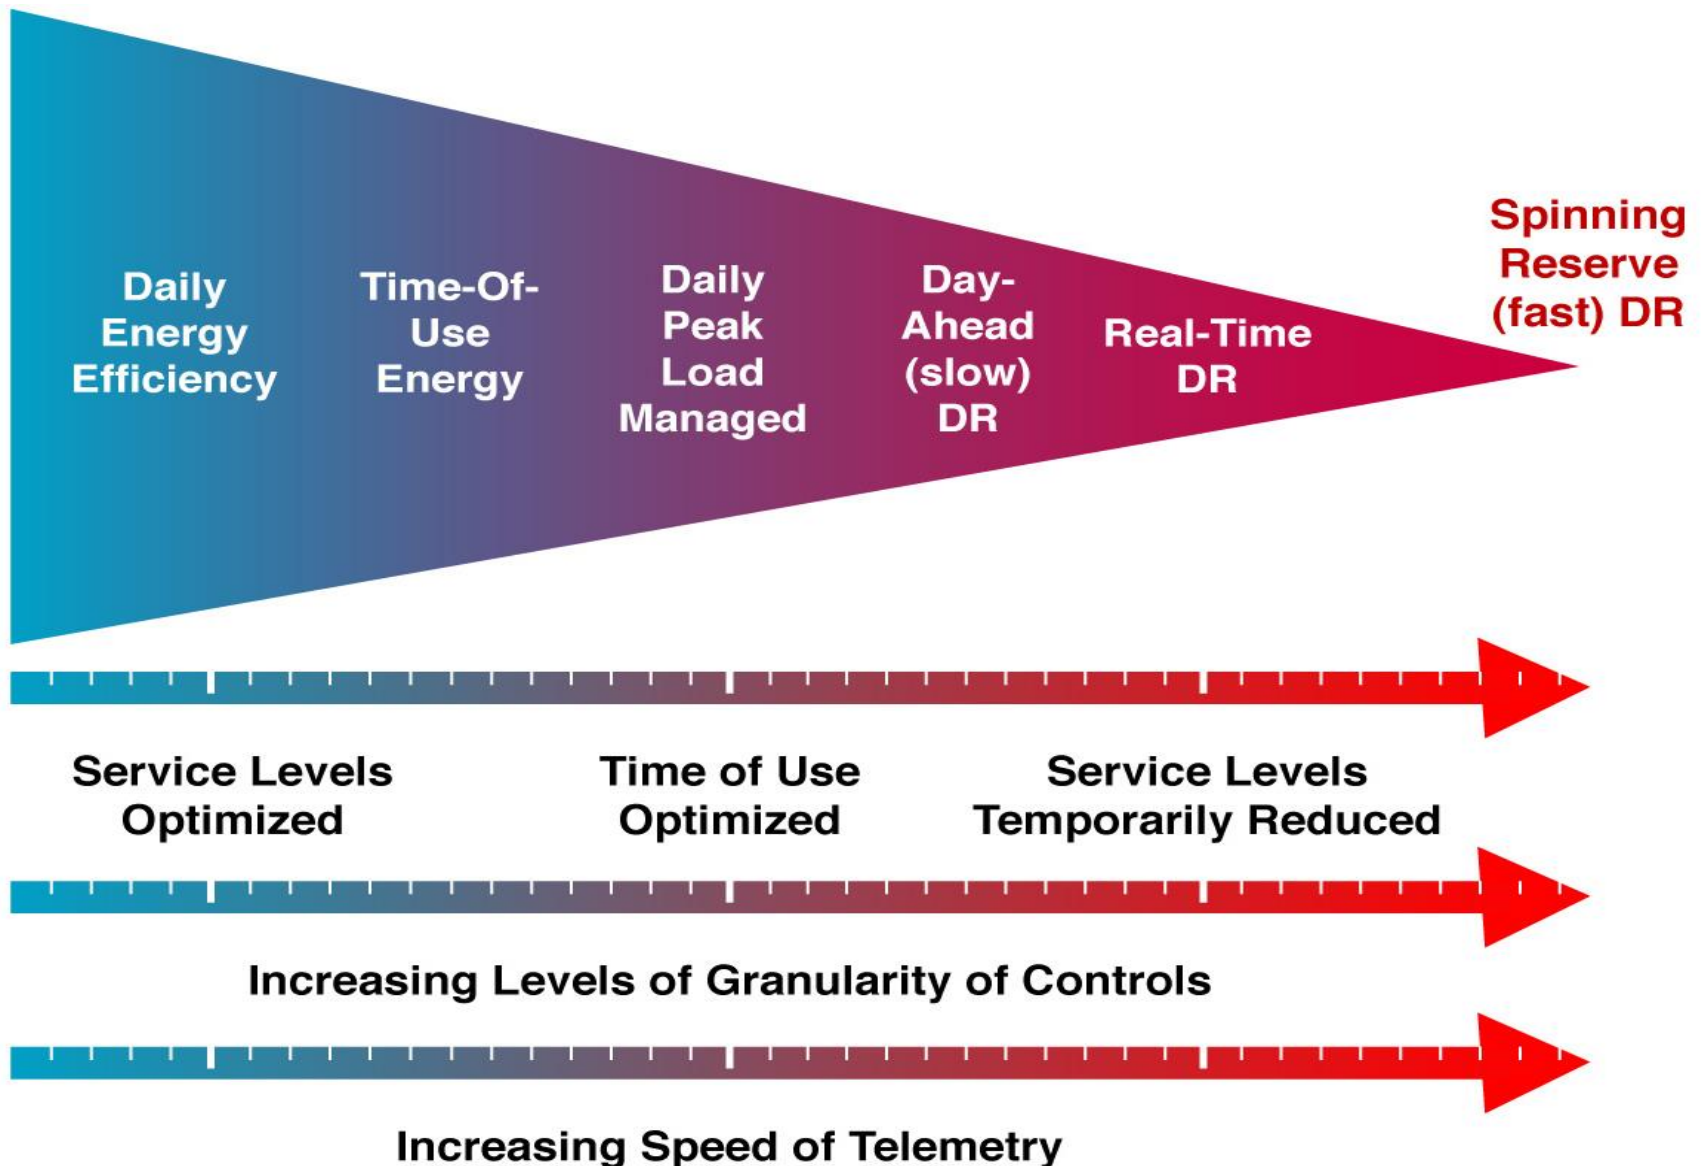 Daily
Energy
Efficiency
Time-Of-
Use
Energy
Daily
Peak
Load
Managed
Day-
Ahead
(slow)
DR
Real-Time
DR
Spinning
Reserve
(fast) DR
Service Levels
Optimized
Time of Use
Optimized
Service Levels
Temporarily Reduced
Increasing Levels of Granularity of Controls
Increasing Speed of Telemetry